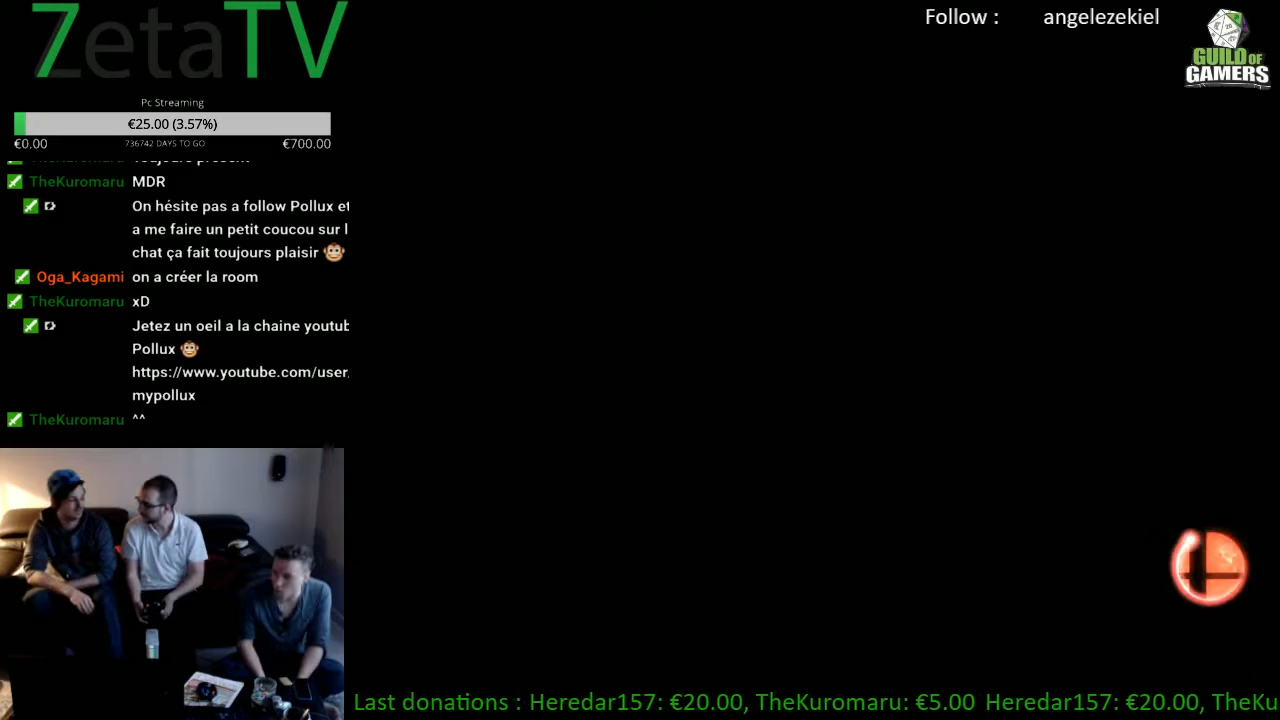 ZetaTV
Follow : angelezekiel
GUILD OF
GAMERS
Pc Streaming
€25.00 (3.57%)
€0.00 736742 DAYS TO GO €700.00
TheKuromaru Toujours présent
TheKuromaru MDR
On hésite pas a follow Pollux et
a me faire un petit coucou sur l
chat ça fait toujours plaisir
Oga_Kagami on a créer la room
TheKuromaru xD
Jetez un oeil a la chaine youtub
Pollux
https://www.youtube.com/user/
mypollux
TheKuromaru ^^
Last donations : Heredar157: €20.00, TheKuromaru: €5.00 Heredar157: €20.00, TheKu